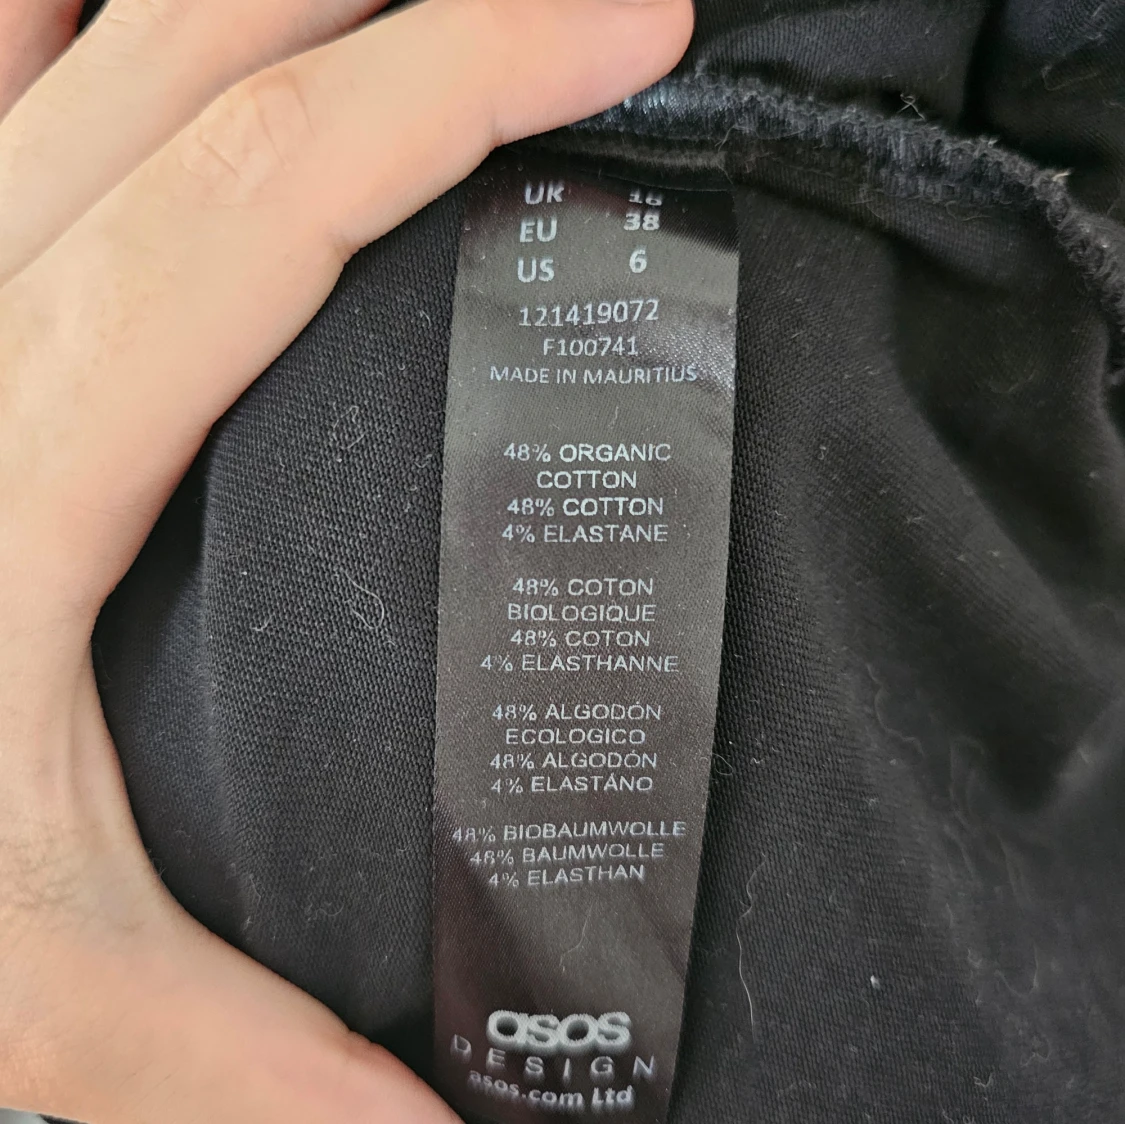 UK
EU 38
US 6
121419072
F100741
MADE IN MAURITIUS
48% ORGANIC
COTTON
48% COTTON
4% ELASTANE
48% COTON
BIOLOGIQUE
48% COTON
4% ELASTHANNE
48% ALGODÓN
ECOLOGICO
48% ALGODÓN
4% ELASTÁNO
48% BIOBAUMWOLLE
48% BAUMWOLLE
4% ELASTHAN
asos
DESIGN
asos.com Ltd